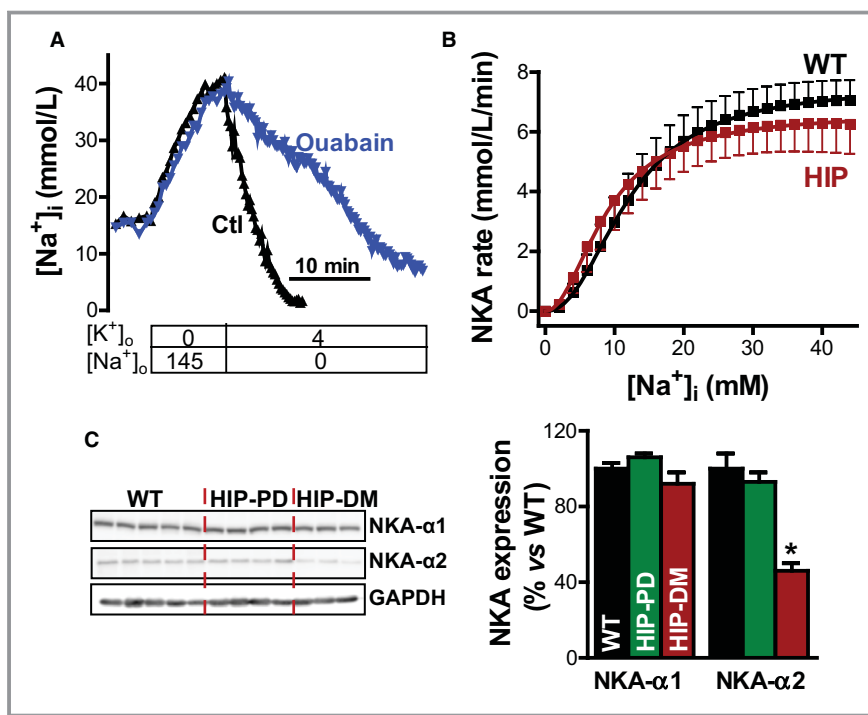 A
[Na⁺]ᵢ (mmol/L)
40
30
20
10
0
Ouabain
Ctl
10 min
[K⁺]ₒ 0 4
[Na⁺]ₒ 145 0
B
NKA rate (mmol/L/min)
8
6
4
2
0
WT
HIP
0 20 40
[Na⁺]ᵢ (mM)
C
WT HIP-PD HIP-DM
NKA-α1
NKA-α2
GAPDH
NKA expression
(% vs WT)
120
80
40
0
*
WT
HIP-PD
HIP-DM
NKA-α1 NKA-α2